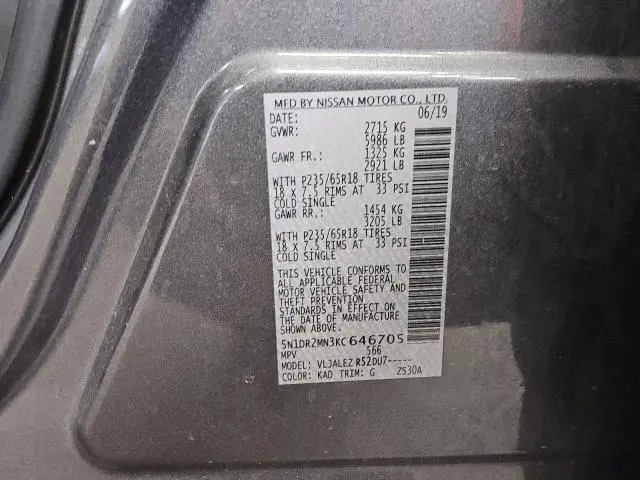 MFD BY NISSAN MOTOR CO., LTD.
DATE: 06/19
GVWR: 2715 KG
5986 LB
GAWR FR.: 1325 KG
2921 LB
WITH P235/65R18 TIRES
18 X 7.5 RIMS AT 33 PSI
COLD SINGLE
GAWR RR.: 1454 KG
3205 LB
WITH P235/65R18 TIRES
18 X 7.5 RIMS AT 33 PSI
COLD SINGLE
THIS VEHICLE CONFORMS TO
ALL APPLICABLE FEDERAL
MOTOR VEHICLE SAFETY AND
THEFT PREVENTION
STANDARDS IN EFFECT ON
THE DATE OF MANUFACTURE
SHOWN ABOVE.
5N1DR2MN3KC646705
MPV 566
MODEL: VLJALEZ R52DU7-----
COLOR: KAD TRIM: G ZS30A